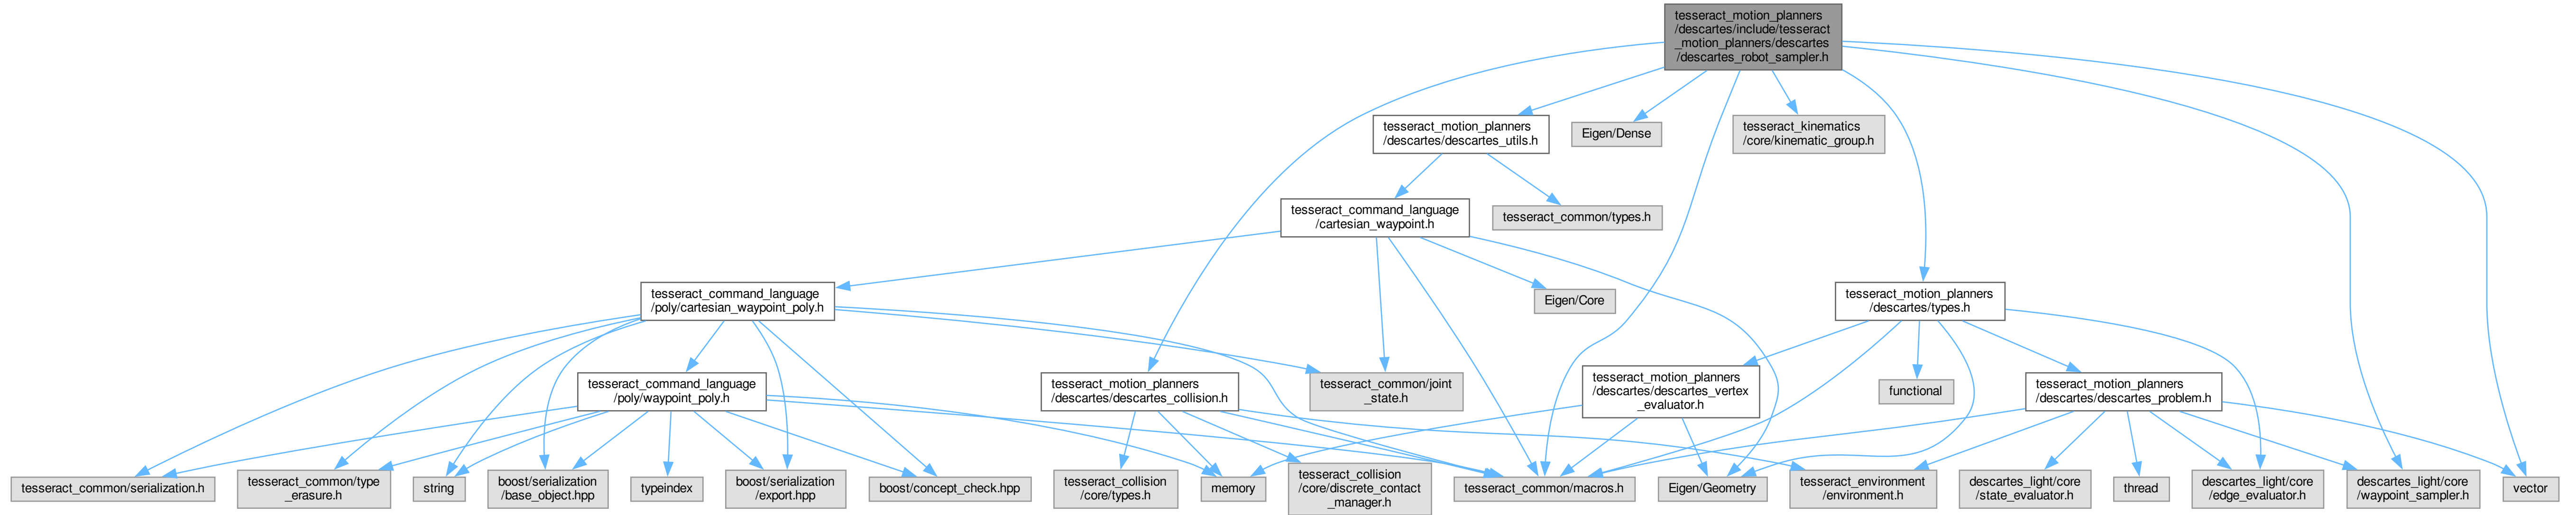 tesseract_motion_planners
/descartes/include/tesseract
_motion_planners/descartes
/descartes_robot_sampler.h
tesseract_motion_planners
/descartes/descartes_utils.h
Eigen/Dense
tesseract_kinematics
/core/kinematic_group.h
tesseract_command_language
/cartesian_waypoint.h
tesseract_common/types.h
tesseract_command_language
/poly/cartesian_waypoint_poly.h
Eigen/Core
tesseract_motion_planners
/descartes/types.h
tesseract_command_language
/poly/waypoint_poly.h
tesseract_motion_planners
/descartes/descartes_collision.h
tesseract_common/joint
_state.h
tesseract_motion_planners
/descartes/descartes_vertex
_evaluator.h
functional
tesseract_motion_planners
/descartes/descartes_problem.h
tesseract_common/serialization.h
tesseract_common/type
_erasure.h
string
boost/serialization
/base_object.hpp
typeindex
boost/serialization
/export.hpp
boost/concept_check.hpp
tesseract_collision
/core/types.h
memory
tesseract_collision
/core/discrete_contact
_manager.h
tesseract_common/macros.h
Eigen/Geometry
tesseract_environment
/environment.h
descartes_light/core
/state_evaluator.h
thread
descartes_light/core
/edge_evaluator.h
descartes_light/core
/waypoint_sampler.h
vector